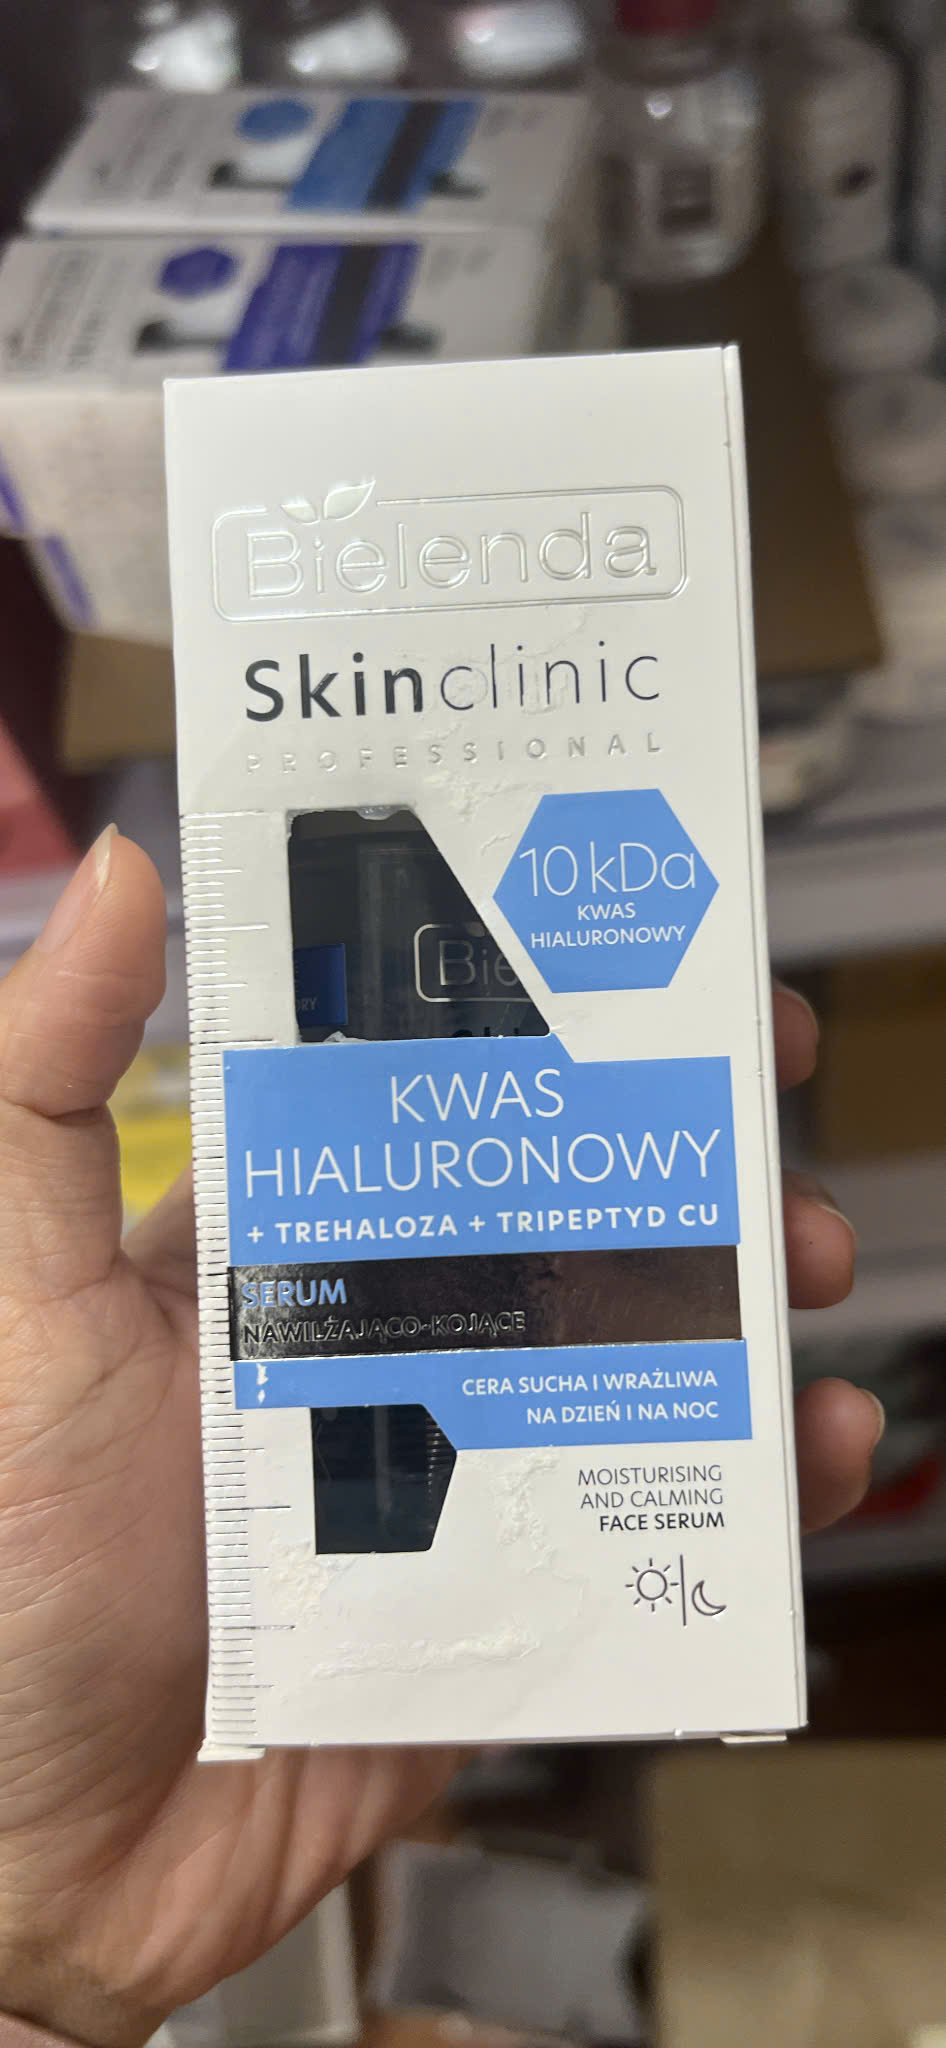 Bielenda
Skinclinic
PROFESSIONAL
10 kDa
KWAS
HIALURONOWY
Bie
KWAS
HIALURONOWY
+ TREHALOZA + TRIPEPTYD CU
SERUM
NAWILŻAJĄCO-KOJĄCE
CERA SUCHA I WRAŻLIWA
NA DZIEŃ I NA NOC
MOISTURISING
AND CALMING
FACE SERUM